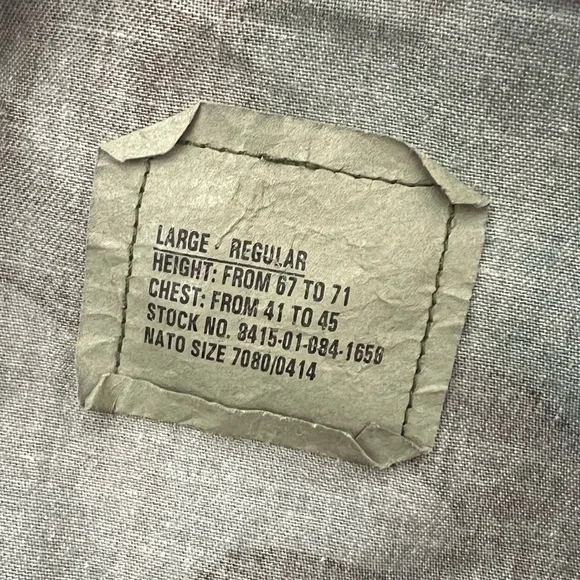 LARGE - REGULAR
HEIGHT: FROM 67 TO 71
CHEST: FROM 41 TO 45
STOCK NO. 8415-01-084-1658
NATO SIZE 7080/0414